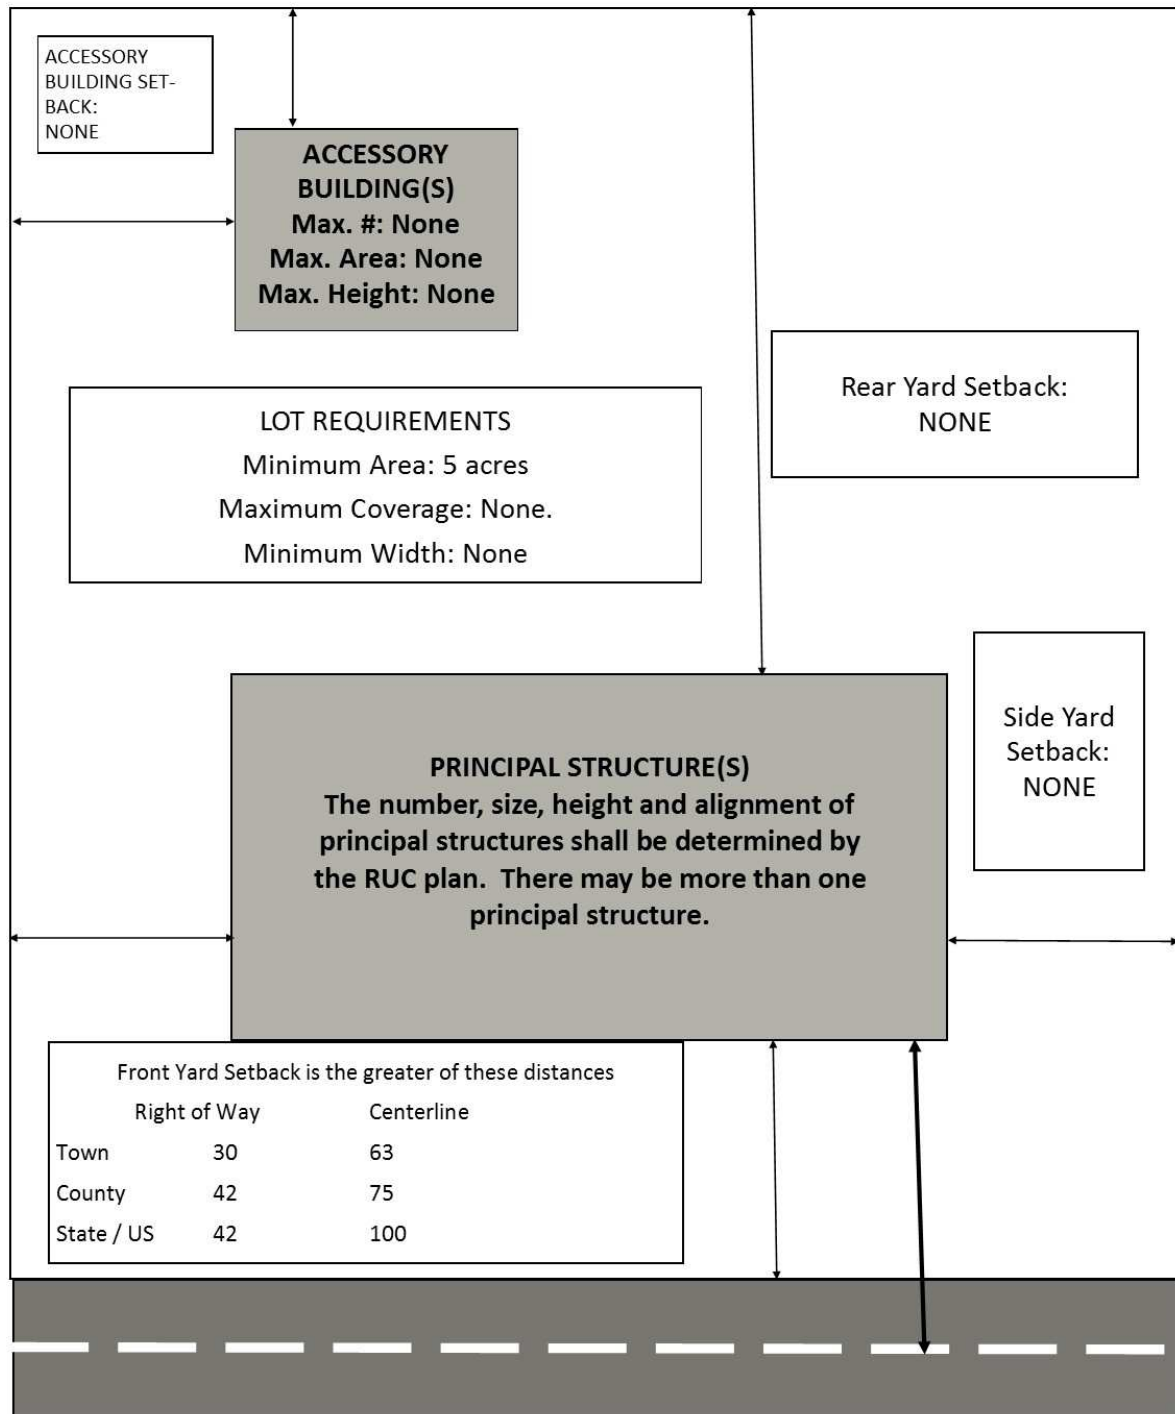 ACCESSORY
BUILDING SET-
BACK:
NONE
ACCESSORY
BUILDING(S)
Max. #: None
Max. Area: None
Max. Height: None
Rear Yard Setback:
NONE
LOT REQUIREMENTS
Minimum Area: 5 acres
Maximum Coverage: None.
Minimum Width: None
Side Yard
Setback:
NONE
PRINCIPAL STRUCTURE(S)
The number, size, height and alignment of
principal structures shall be determined by
the RUC plan.  There may be more than one
principal structure.
Front Yard Setback is the greater of these distances
Right of Way Centerline
Town 30 63
County 42 75
State / US 42 100